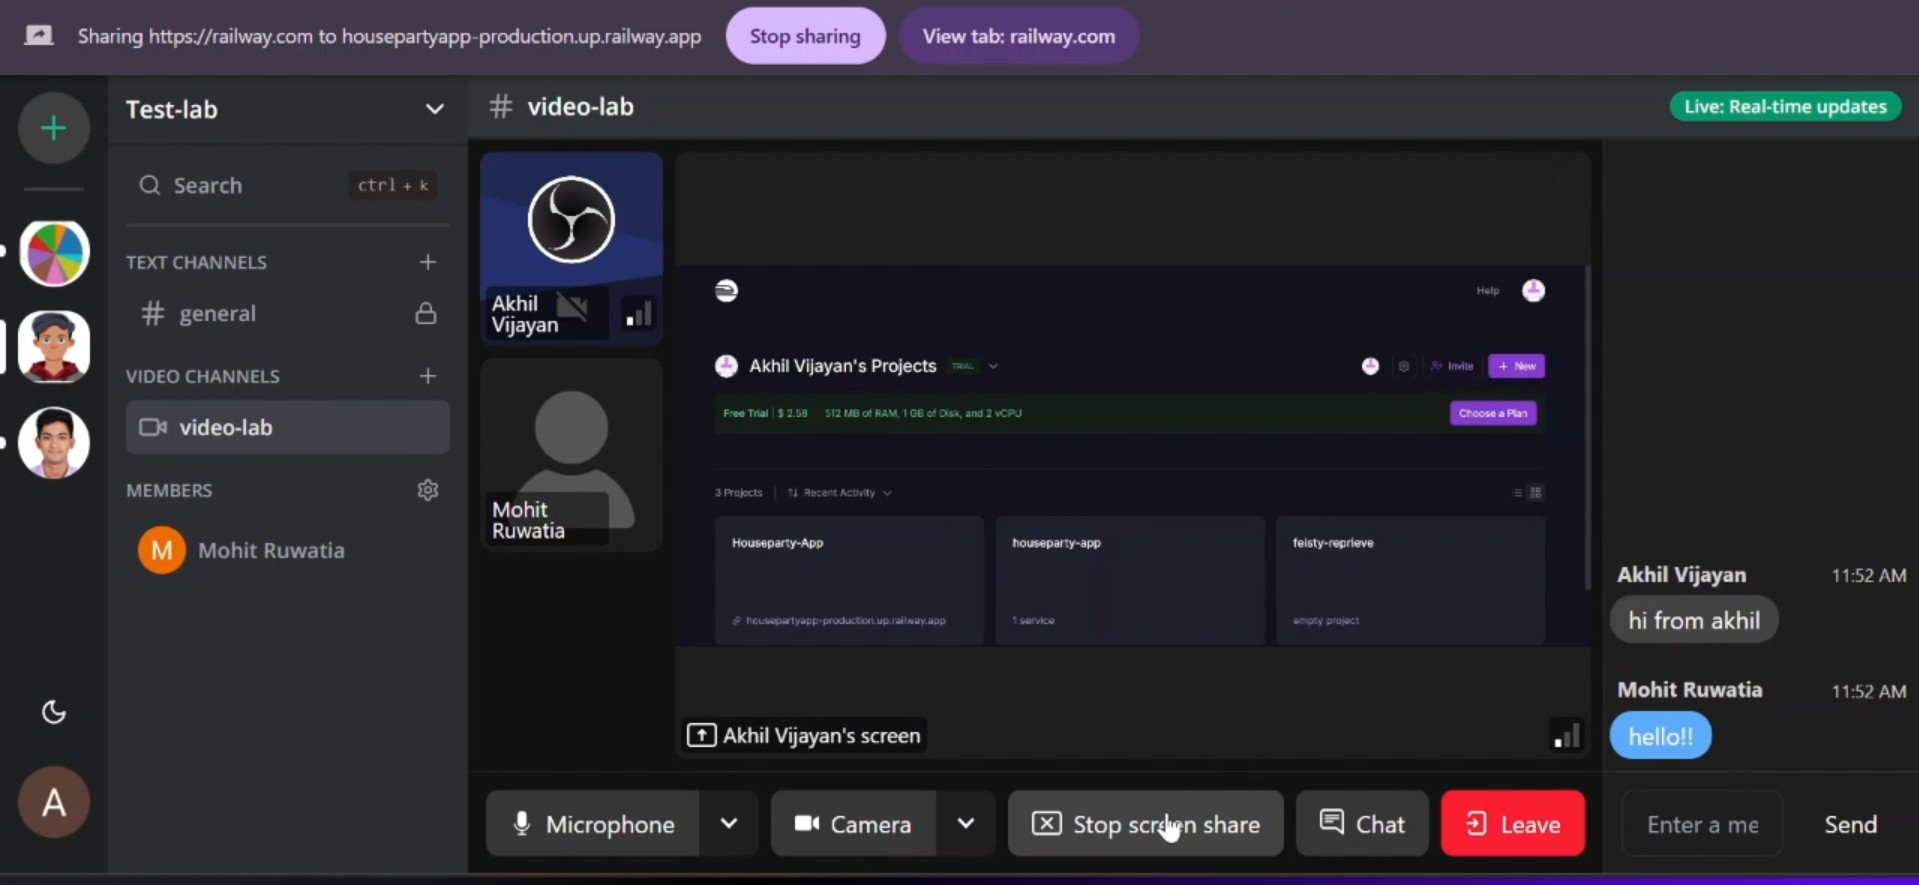 Sharing https://railway.com to housepartyapp-production.up.railway.app
Stop sharing
View tab: railway.com
Test-lab
# video-lab
Live: Real-time updates
Search
ctrl + k
TEXT CHANNELS
# general
VIDEO CHANNELS
video-lab
MEMBERS
M
Mohit Ruwatia
A
Akhil
Vijayan
Mohit
Ruwatia
Help
Akhil Vijayan's Projects
TRIAL
Invite
+ New
Free Trial | $ 2.58 512 MB of RAM, 1 GB of Disk, and 2 vCPU
Choose a Plan
3 Projects
Recent Activity
Houseparty-App
housepartyapp-production.up.railway.app
houseparty-app
1 service
feisty-reprieve
empty project
Akhil Vijayan's screen
Microphone
Camera
Stop screen share
Chat
Leave
Akhil Vijayan 11:52 AM
hi from akhil
Mohit Ruwatia 11:52 AM
hello!!
Enter a me
Send